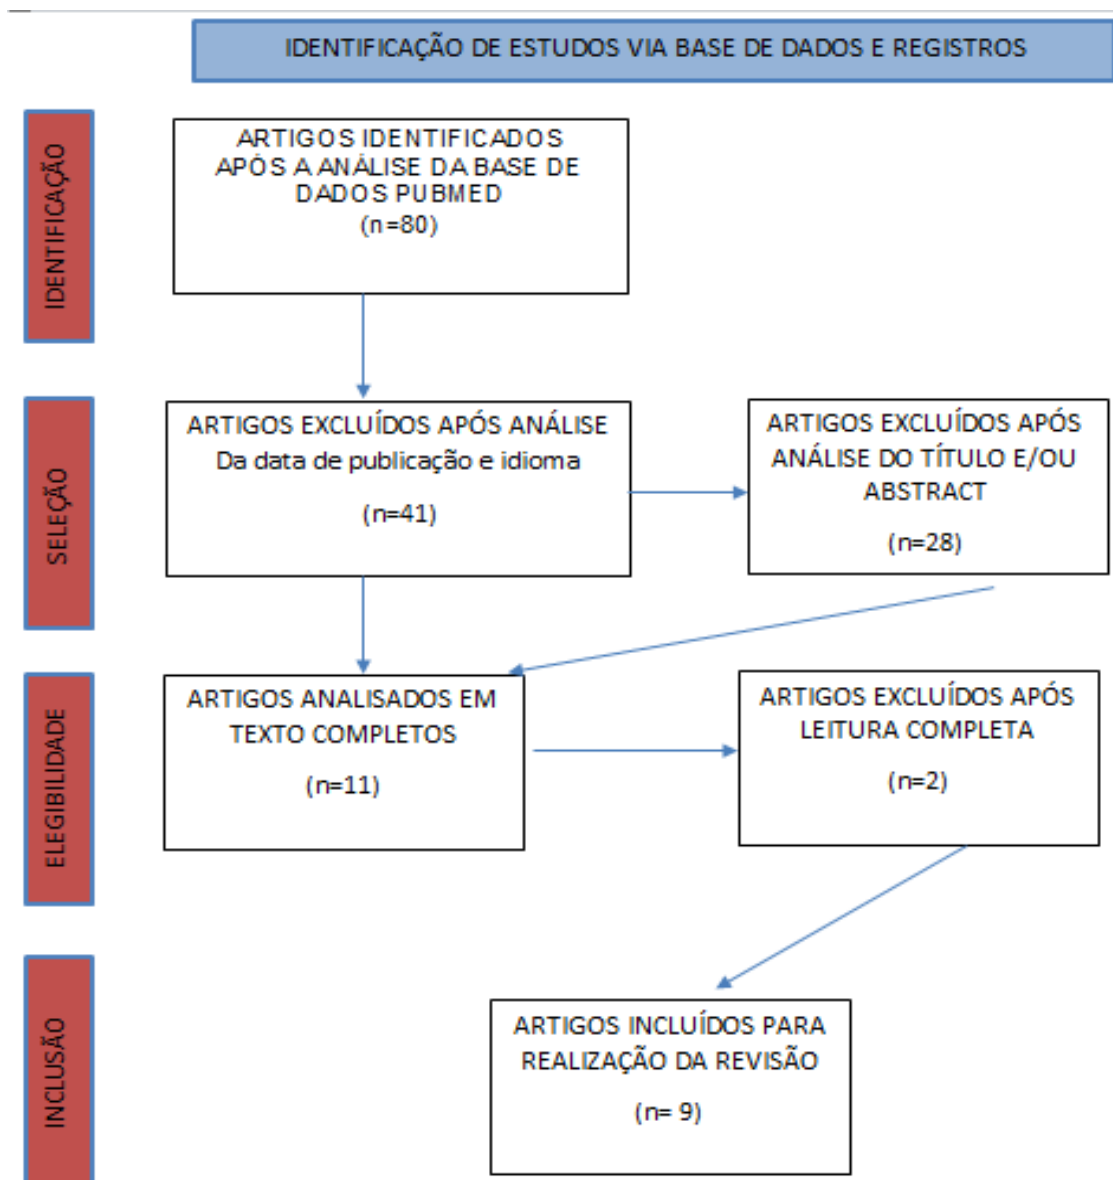 IDENTIFICAÇÃO DE ESTUDOS VIA BASE DE DADOS E REGISTROS
IDENTIFICAÇÃO
ARTIGOS IDENTIFICADOS
APÓS A ANÁLISE DA BASE DE
DADOS PUBMED
(n=80)
SELEÇÃO
ARTIGOS EXCLUÍDOS APÓS ANÁLISE
Da data de publicação e idioma
(n=41)
ARTIGOS EXCLUÍDOS APÓS
ANÁLISE DO TÍTULO E/OU
ABSTRACT
(n=28)
ELEGIBILIDADE
ARTIGOS ANALISADOS EM
TEXTO COMPLETOS
(n=11)
ARTIGOS EXCLUÍDOS APÓS
LEITURA COMPLETA
(n=2)
INCLUSÃO
ARTIGOS INCLUÍDOS PARA
REALIZAÇÃO DA REVISÃO
(n= 9)